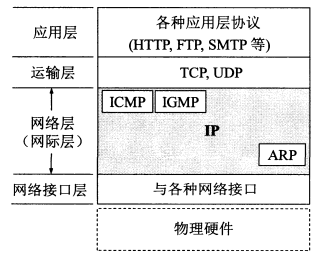 应用层
各种应用层协议
(HTTP, FTP, SMTP 等)
运输层
TCP, UDP
ICMP
IGMP
网络层
(网际层)
IP
ARP
网络接口层
与各种网络接口
物理硬件